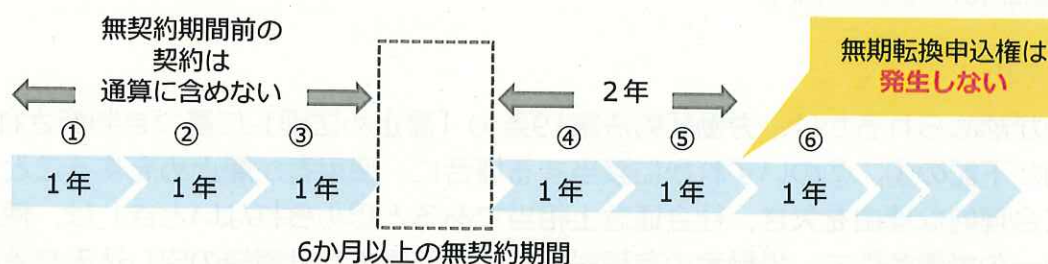 無契約期間前の
契約は
通算に含めない
2年
無期転換申込権は
発生しない
① ② ③ ④ ⑤ ⑥
1年 1年 1年 1年 1年
6か月以上の無契約期間